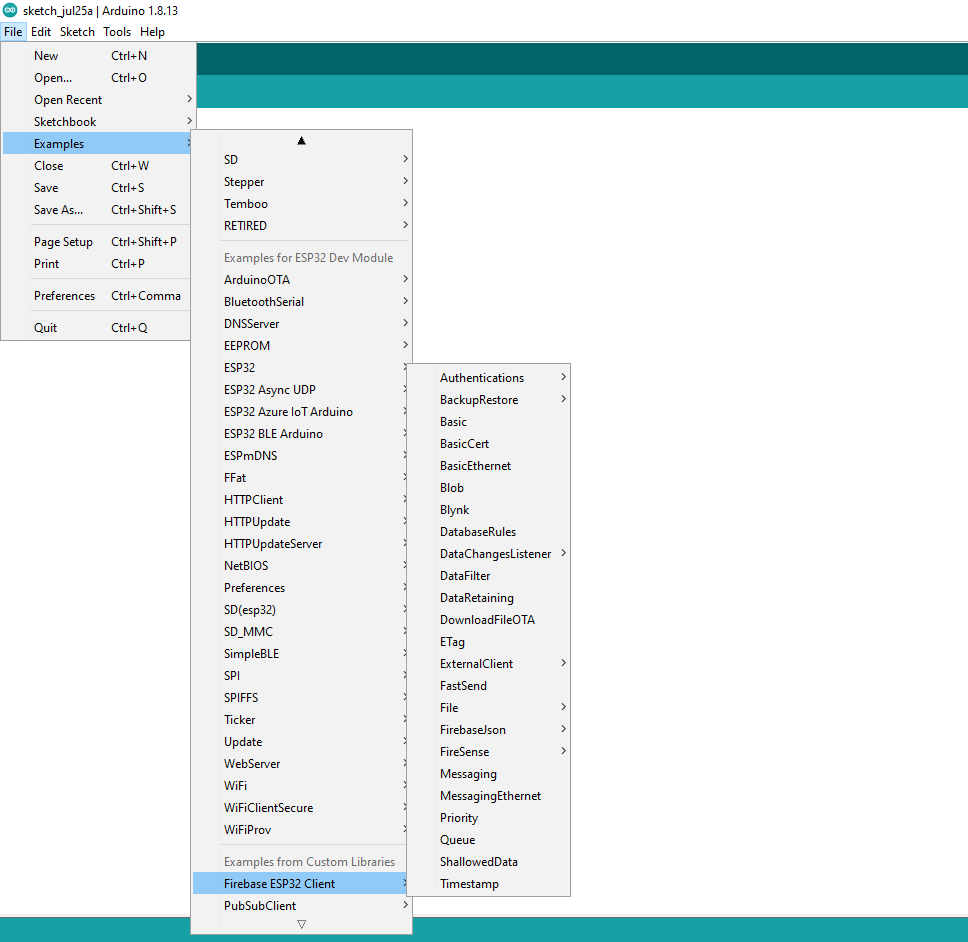 sketch_jul25a | Arduino 1.8.13
File Edit Sketch Tools Help
New Ctrl+N
Open... Ctrl+O
Open Recent
Sketchbook
Examples
Close Ctrl+W
Save Ctrl+S
Save As... Ctrl+Shift+S
Page Setup Ctrl+Shift+P
Print Ctrl+P
Preferences Ctrl+Comma
Quit Ctrl+Q
SD
Stepper
Temboo
RETIRED
Examples for ESP32 Dev Module
ArduinoOTA
BluetoothSerial
DNSServer
EEPROM
ESP32
ESP32 Async UDP
ESP32 Azure IoT Arduino
ESP32 BLE Arduino
ESPmDNS
FFat
HTTPClient
HTTPUpdate
HTTPUpdateServer
NetBIOS
Preferences
SD(esp32)
SD_MMC
SimpleBLE
SPI
SPIFFS
Ticker
Update
WebServer
WiFi
WiFiClientSecure
WiFiProv
Examples from Custom Libraries
Firebase ESP32 Client
PubSubClient
Authentications
BackupRestore
Basic
BasicCert
BasicEthernet
Blob
Blynk
DatabaseRules
DataChangesListener
DataFilter
DataRetaining
DownloadFileOTA
ETag
ExternalClient
FastSend
File
FirebaseJson
FireSense
Messaging
MessagingEthernet
Priority
Queue
ShallowedData
Timestamp